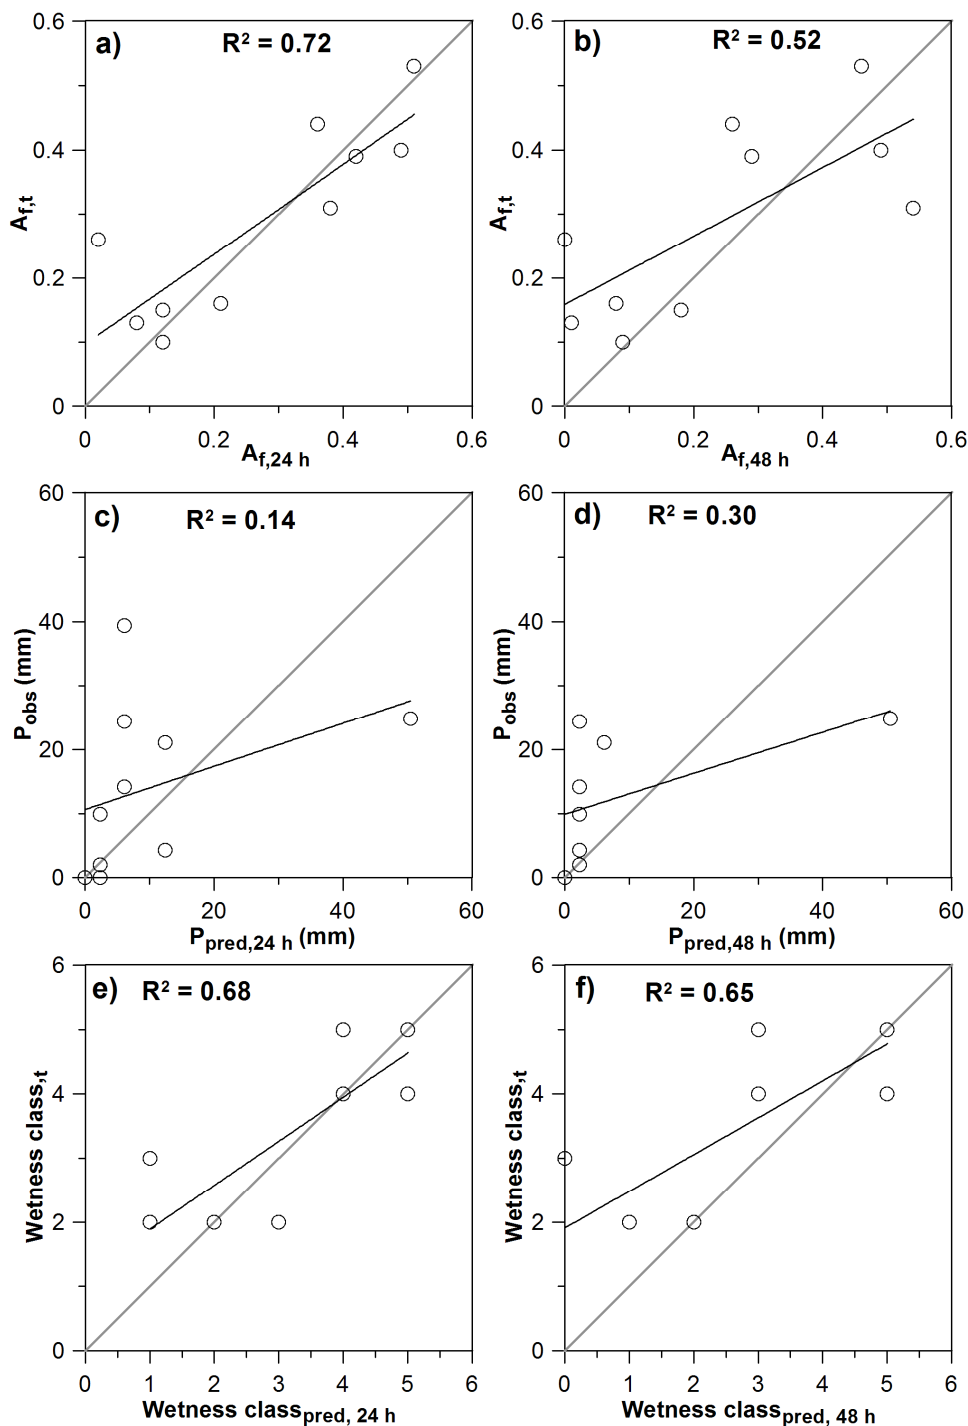 a) R² = 0.72
0.6
0.4
0.2
0
A_f,t
0 0.2 0.4 0.6
A_f,24 h
b) R² = 0.52
0.6
0.4
0.2
0
A_f,t
0 0.2 0.4 0.6
A_f,48 h
c) R² = 0.14
60
40
20
0
P_obs (mm)
0 20 40 60
P_pred,24 h (mm)
d) R² = 0.30
60
40
20
0
P_obs (mm)
0 20 40 60
P_pred,48 h (mm)
e) R² = 0.68
6
4
2
0
Wetness class,t
0 1 2 3 4 5 6
Wetness class_pred, 24 h
f) R² = 0.65
6
4
2
0
Wetness class,t
0 1 2 3 4 5 6
Wetness class_pred, 48 h